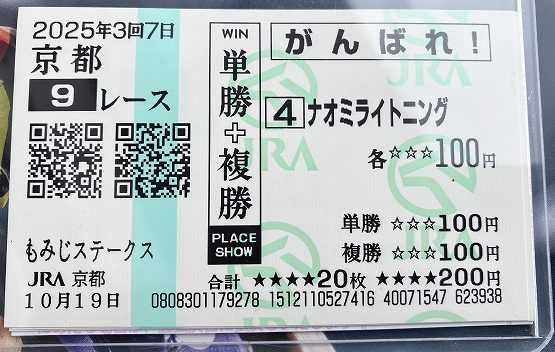 2025年3回7日
京都
9 レース
もみじステークス
JRA 京都
10月19日
WIN
単勝+複勝
PLACE
SHOW
がんばれ!
4 ナオミライトニング
各☆☆☆100円
単勝 ☆☆☆100円
複勝 ☆☆☆100円
合計 ★★★★20枚 ★★★★200円
0808301179278 1512110527416 40071547 623938
JRA
JRA
JRA